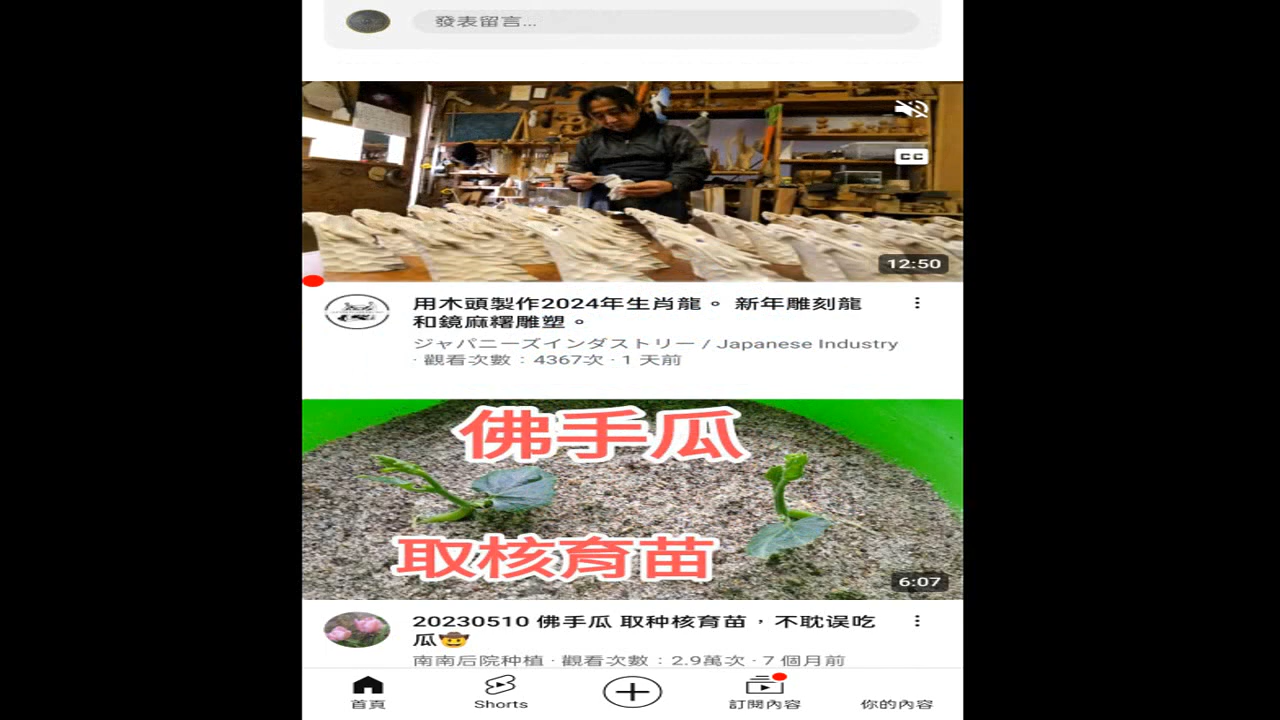 發表留言...
CC
12:50
用木頭製作2024年生肖龍。 新年雕刻龍
和鏡麻糬雕塑。
ジャパニーズインダストリー / Japanese Industry
· 觀看次數：4367次 · 1 天前
佛手瓜
取核育苗
6:07
20230510 佛手瓜 取种核育苗，不耽误吃
瓜🤠
南南后院种植 · 觀看次數：2.9萬次 · 7 個月前
首頁
Shorts
訂閱內容
你的內容